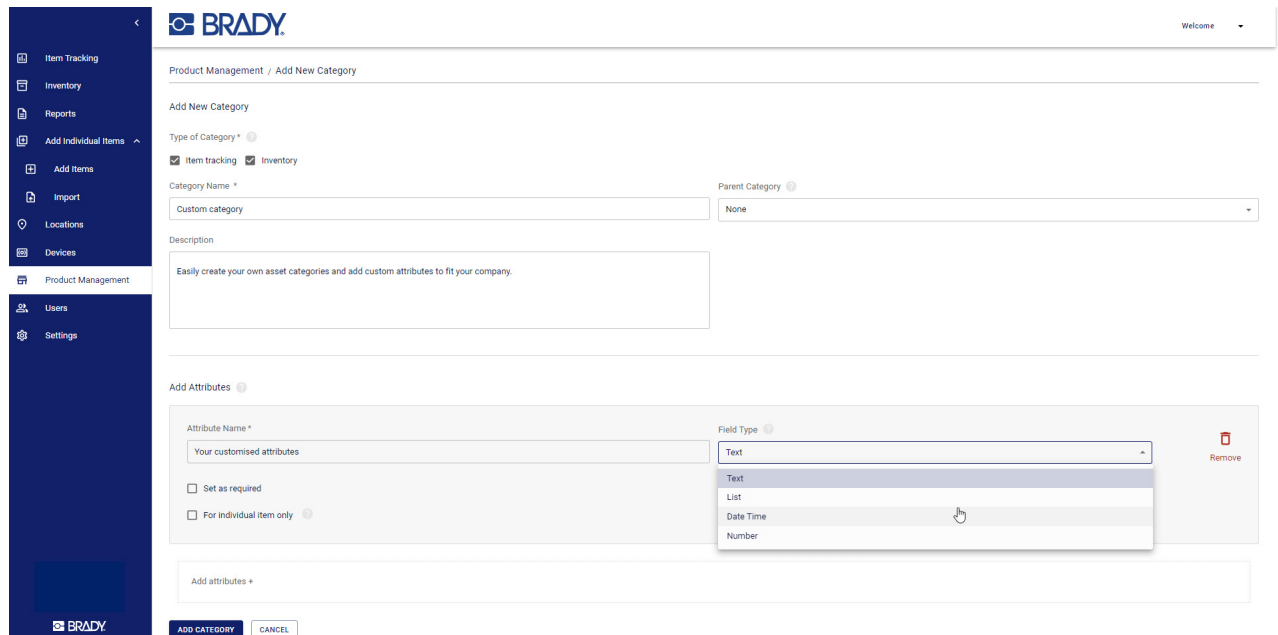 BRADY.
Welcome
Item Tracking
Inventory
Reports
Add Individual Items
Add Items
Import
Locations
Devices
Product Management
Users
Settings
BRADY.
Product Management / Add New Category
Add New Category
Type of Category *
Item tracking Inventory
Category Name * Parent Category
Custom category None
Description
Easily create your own asset categories and add custom attributes to fit your company.
Add Attributes
Attribute Name * Field Type
Your customised attributes Text
Remove
Set as required
For individual item only
Text
List
Date Time
Number
Add attributes +
ADD CATEGORY CANCEL